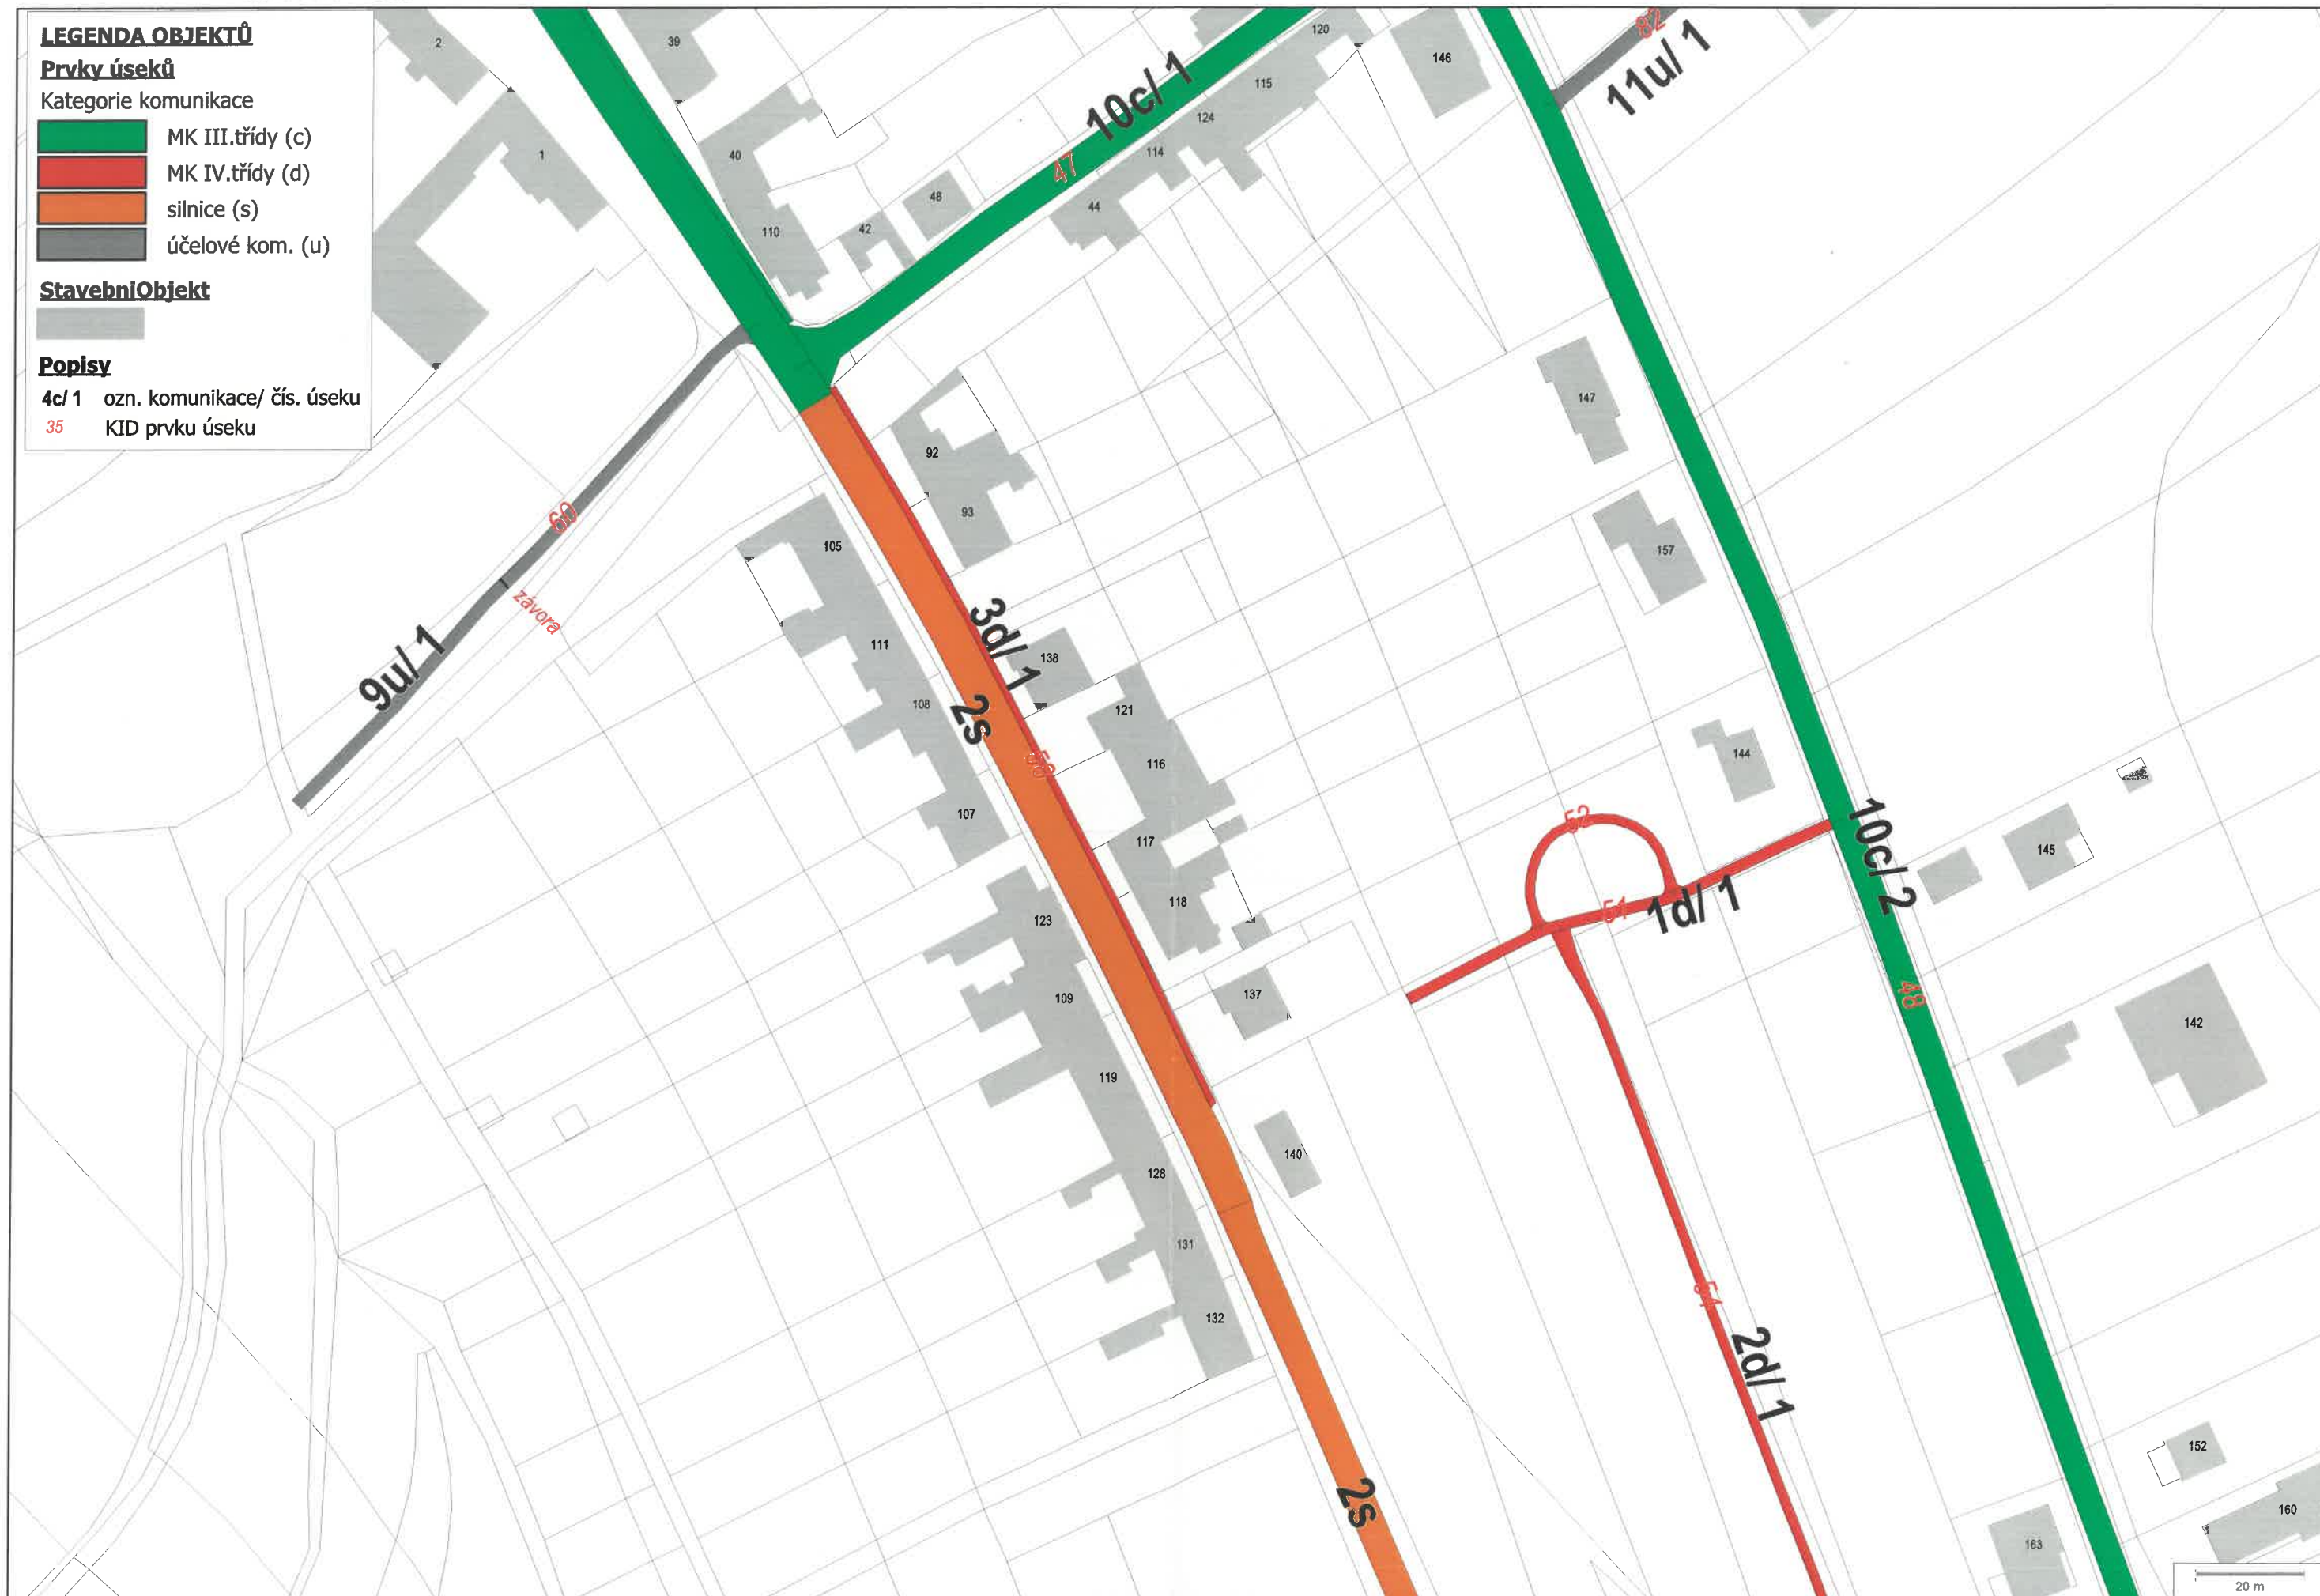 LEGENDA OBJEKTŮ
Prvky úseků
Kategorie komunikace
MK III.třídy (c)
MK IV.třídy (d)
silnice (s)
účelové kom. (u)
StavebniObjekt
Popisy
4c/ 1 ozn. komunikace/ čís. úseku
35 KID prvku úseku
2
39
120
146
82
11u/ 1
10c/ 1
115
124
114
1
40
47
48
44
42
110
147
92
93
60
105
157
závora
3d/ 1
111
138
9u/ 1
108
2s
121
144
116
107
52
10c/ 2
117
145
118
51
1d/ 1
123
137
48
109
142
119
140
128
131
54
132
2d/ 1
152
2s
160
163
20 m